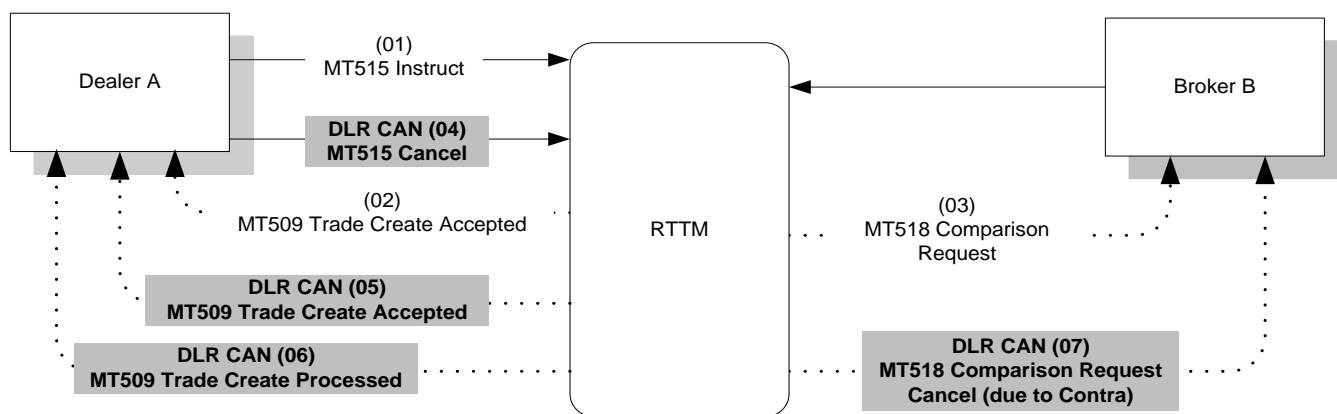 Dealer A
(01)
MT515 Instruct
DLR CAN (04)
MT515 Cancel
(02)
MT509 Trade Create Accepted
DLR CAN (05)
MT509 Trade Create Accepted
DLR CAN (06)
MT509 Trade Create Processed
RTTM
Broker B
(03)
MT518 Comparison
Request
DLR CAN (07)
MT518 Comparison Request
Cancel (due to Contra)